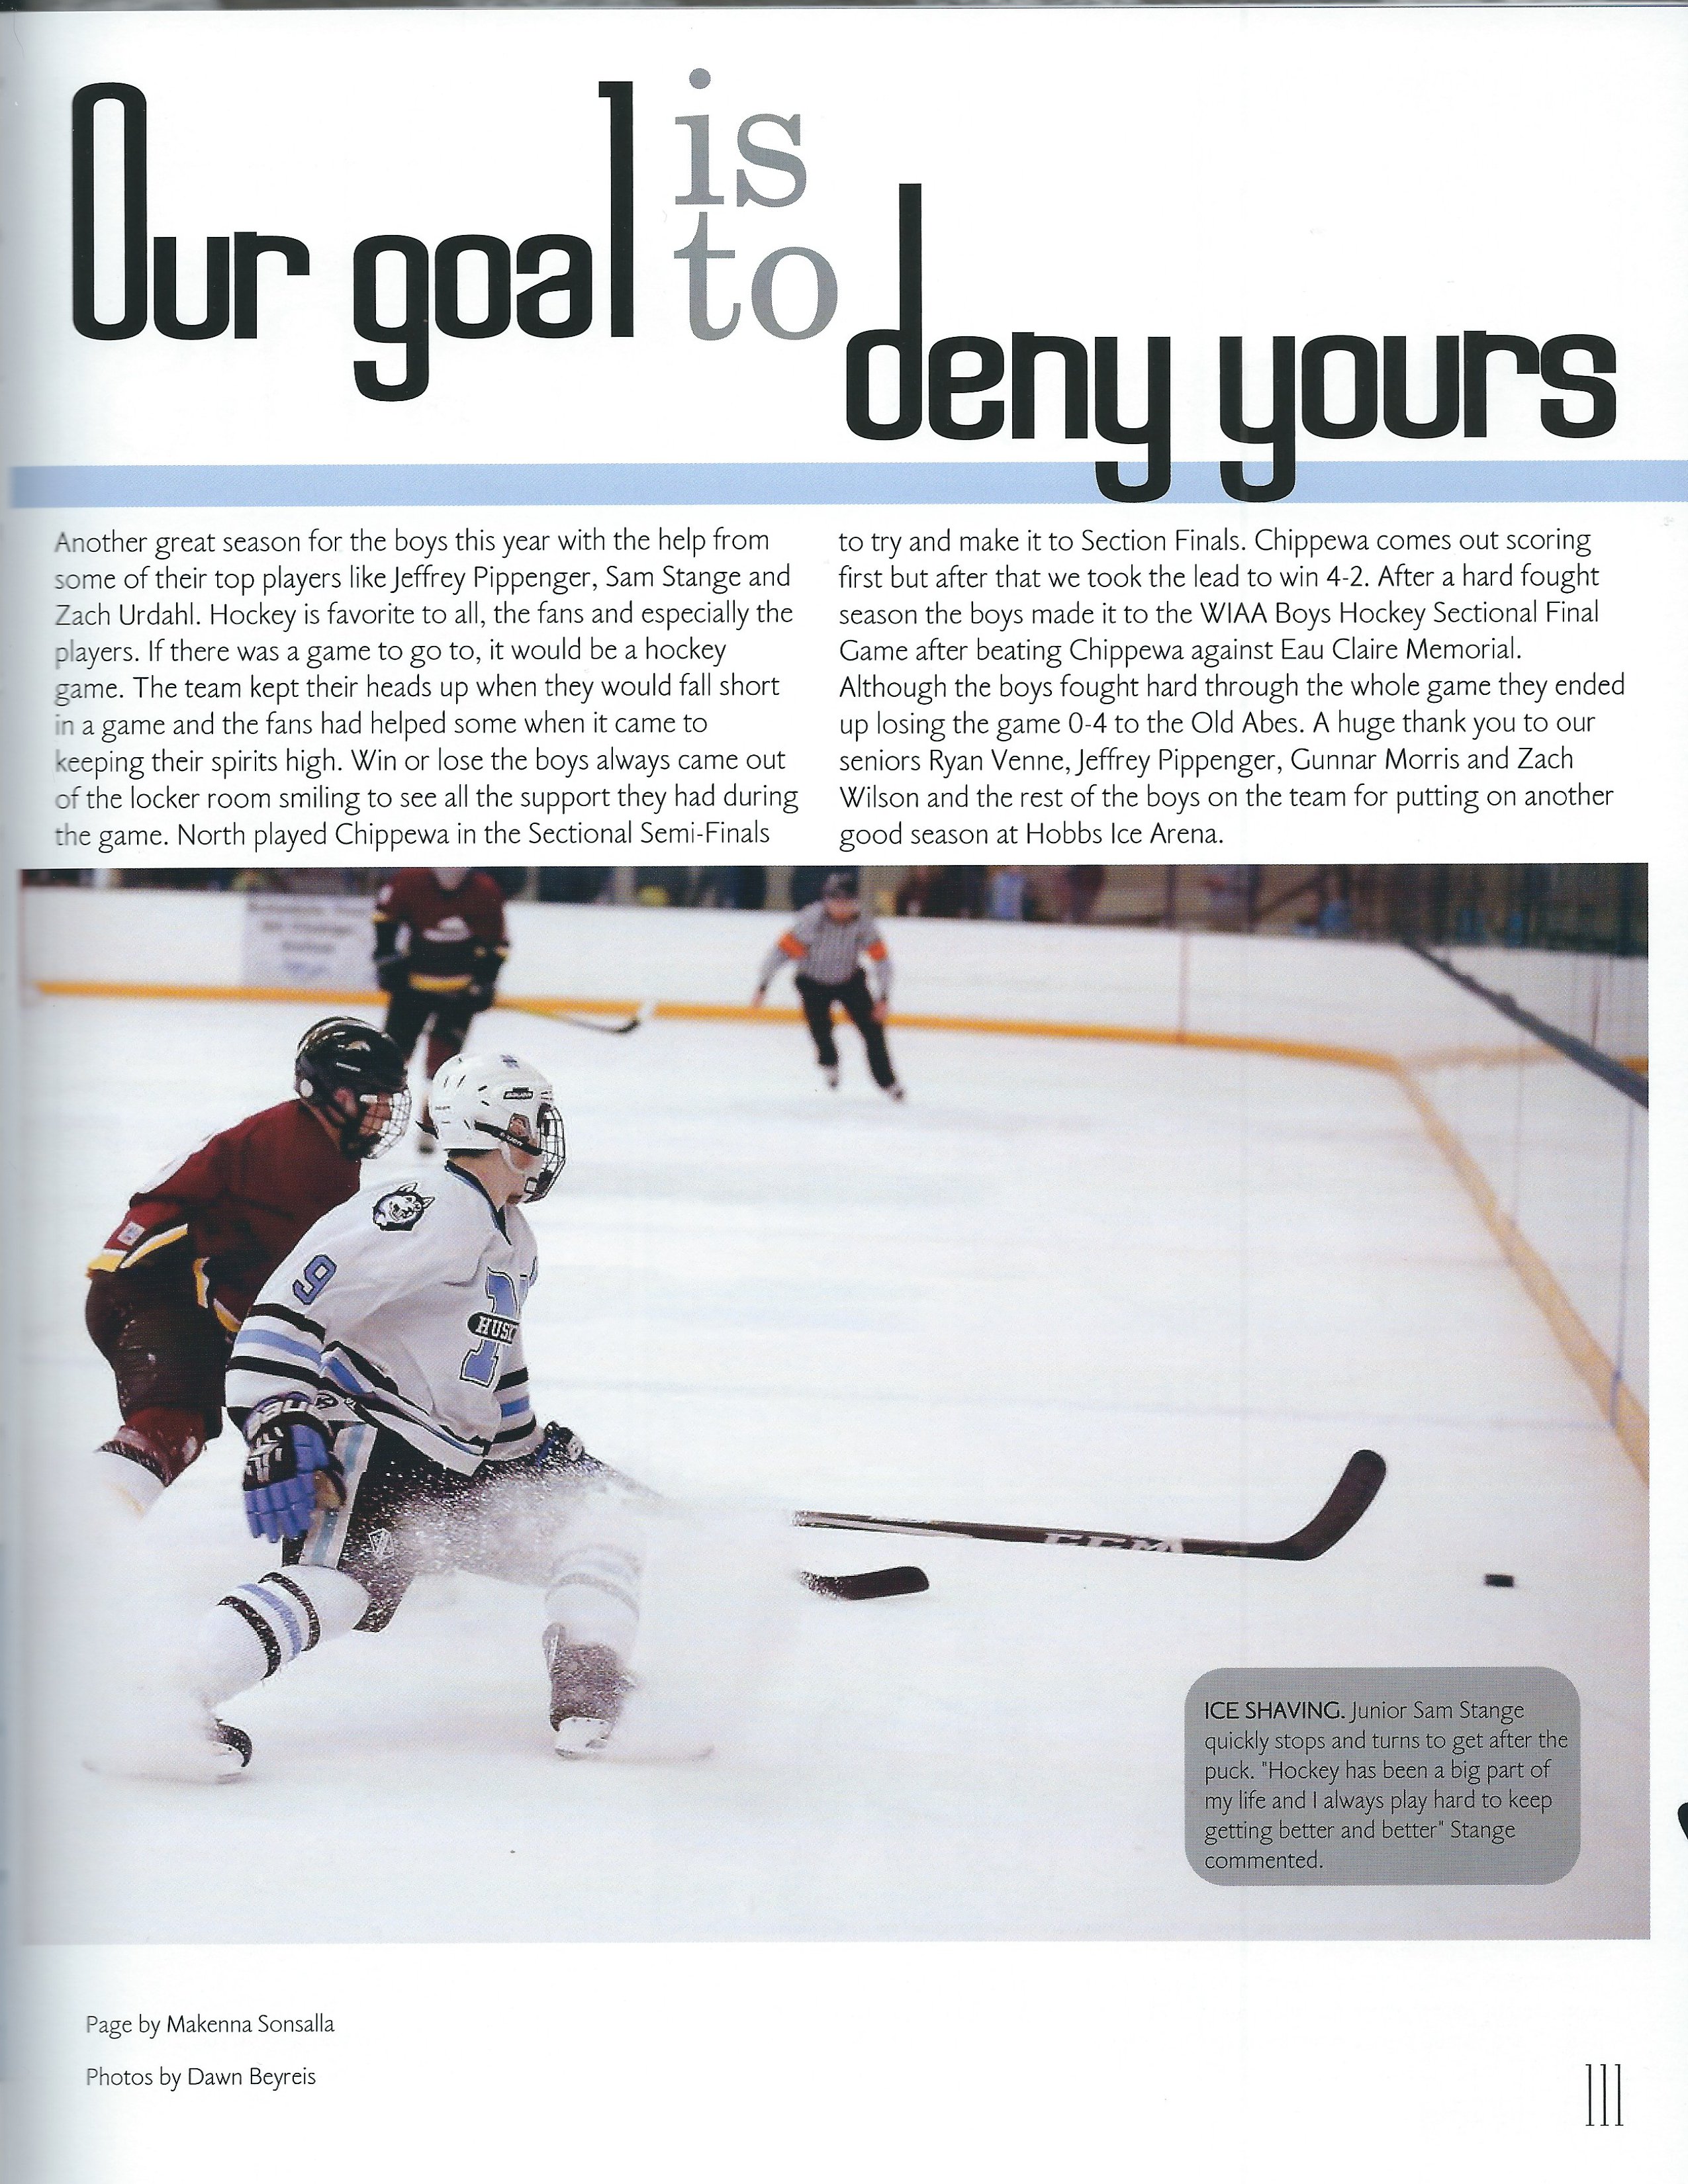 Our goal is to deny yours
Another great season for the boys this year with the help from
some of their top players like Jeffrey Pippenger, Sam Stange and
Zach Urdahl. Hockey is favorite to all, the fans and especially the
players. If there was a game to go to, it would be a hockey
game. The team kept their heads up when they would fall short
in a game and the fans had helped some when it came to
keeping their spirits high. Win or lose the boys always came out
of the locker room smiling to see all the support they had during
the game. North played Chippewa in the Sectional Semi-Finals
to try and make it to Section Finals. Chippewa comes out scoring
first but after that we took the lead to win 4-2. After a hard fought
season the boys made it to the WIAA Boys Hockey Sectional Final
Game after beating Chippewa against Eau Claire Memorial.
Although the boys fought hard through the whole game they ended
up losing the game 0-4 to the Old Abes. A huge thank you to our
seniors Ryan Venne, Jeffrey Pippenger, Gunnar Morris and Zach
Wilson and the rest of the boys on the team for putting on another
good season at Hobbs Ice Arena.
9
N
HUSK
CCM
ICE SHAVING. Junior Sam Stange
quickly stops and turns to get after the
puck. "Hockey has been a big part of
my life and I always play hard to keep
getting better and better" Stange
commented.
Page by Makenna Sonsalla
Photos by Dawn Beyreis
111